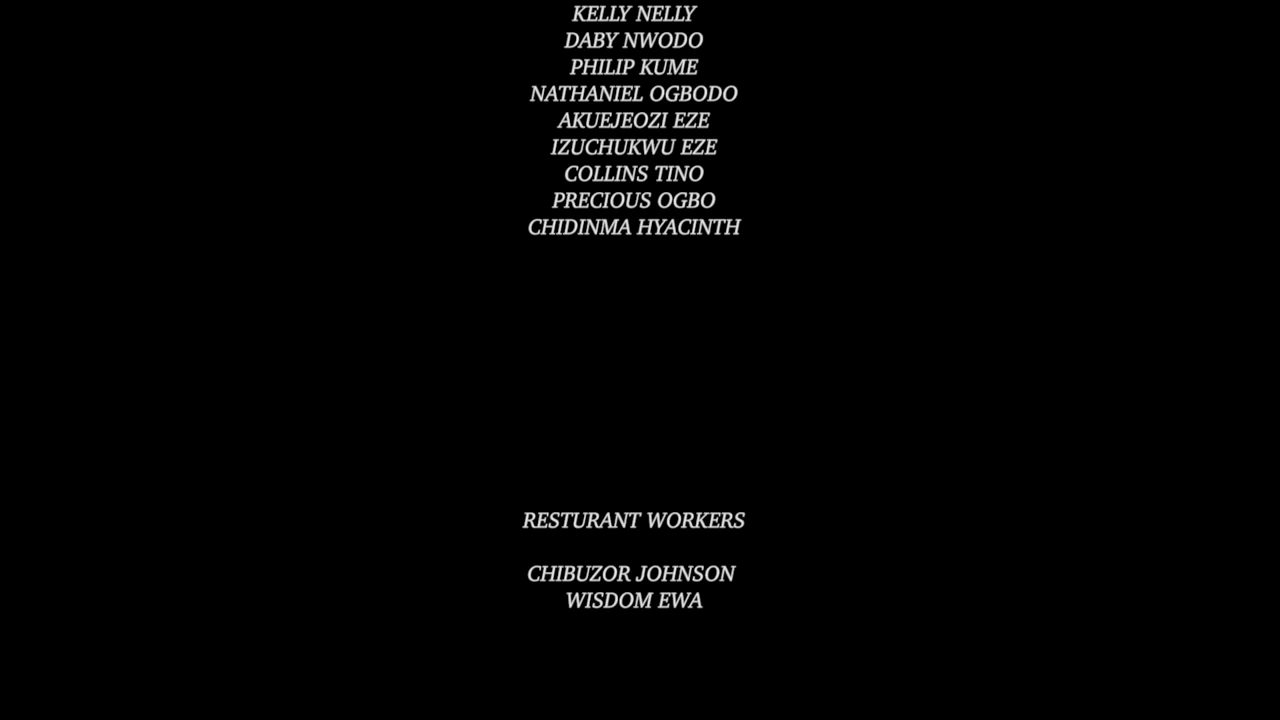 KELLY NELLY
DABY NWODO
PHILIP KUME
NATHANIEL OGBODO
AKUEJEOZI EZE
IZUCHUKWU EZE
COLLINS TINO
PRECIOUS OGBO
CHIDINMA HYACINTH
RESTURANT WORKERS
CHIBUZOR JOHNSON
WISDOM EWA